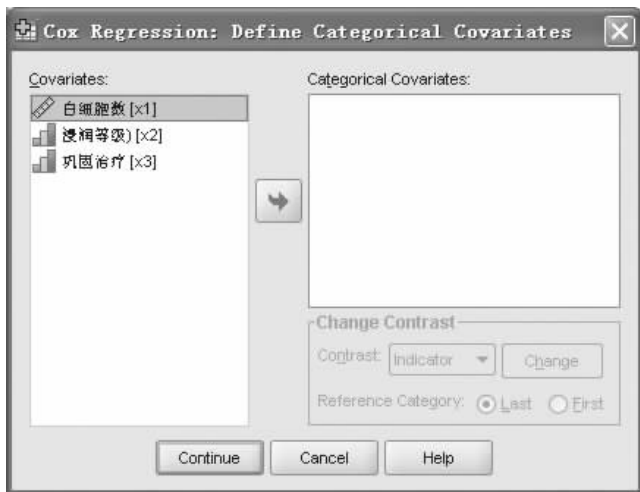 Cox Regression: Define Categorical Covariates
Covariates:
白细胞数 [x1]
浸润等级) [x2]
巩固治疗 [x3]
Categorical Covariates:
Change Contrast
Contrast: Indicator Change
Reference Category: Last First
Continue Cancel Help